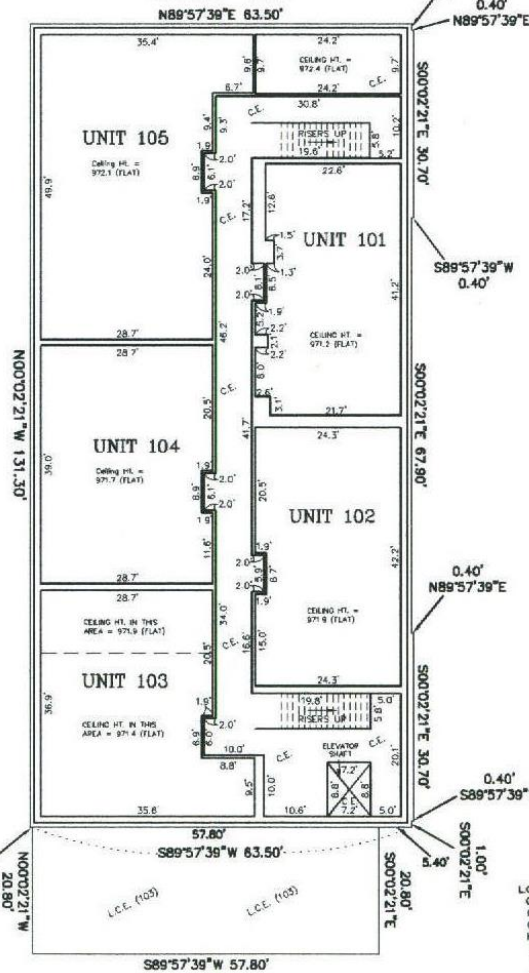 0.40'
N89°57'39"E
N89°57'39"E 63.50'
35.4'
9.8'
9.7'
24.2'
CEILING HT. =
972.4 (FLAT)
C.E.
9.7'
24.2'
6.7'
S00°02'21"E 30.70'
C.E.
30.8'
9.4'
9.3'
RISERS UP
19.6'
5.8'
10.2'
5.2'
UNIT 105
Ceiling Ht. =
972.1 (FLAT)
49.9'
1.9'
2.0'
8.9'
6.1'
2.0'
1.9'
C.E.
17.2'
22.6'
12.6'
UNIT 101
1.5'
3.7'
1.3'
S89°57'39"W
0.40'
24.0'
2.0'
8.1'
6.5'
2.0'
1.9'
5.2'
2.2'
2.1'
2.2'
41.2'
CEILING HT. =
971.2 (FLAT)
46.2'
28.7'
28.7'
8.0'
2.6'
3.1'
21.7'
C.E.
N00°02'21"W 131.30'
S00°02'21"E 67.90'
20.5'
41.7'
24.3'
UNIT 104
Ceiling Ht. =
971.7 (FLAT)
39.0'
1.9'
2.0'
8.9'
6.1'
2.0'
1.9'
20.5'
UNIT 102
11.6'
1.9'
2.0'
5.9'
8.7'
2.0'
1.9'
42.2'
0.40'
N89°57'39"E
28.7'
28.7'
CEILING HT. IN THIS
AREA = 971.9 (FLAT)
34.0'
C.E.
16.6'
15.0'
CEILING HT. =
971.9 (FLAT)
20.5'
UNIT 103
24.3'
36.9'
CEILING HT. IN THIS
AREA = 971.4 (FLAT)
1.9'
2.0'
8.9'
6.0'
19.8'
RISERS UP
5.0'
5.8'
S00°02'21"E 30.70'
10.0'
8.8'
C.E.
ELEVATOR
SHAFT
C.E.
20.1'
9.5'
10.0'
7.2'
8.8'
8.8'
C.E.
7.2'
0.40'
S89°57'39"
35.6'
10.6'
5.0'
57.80'
S89°57'39"W 63.50'
5.40'
1.00'
S00°02'21"E
N00°02'21"W
20.80'
L.C.E. (103)
L.C.E. (103)
20.80'
S00°02'21"E
S89°57'39"W 57.80'